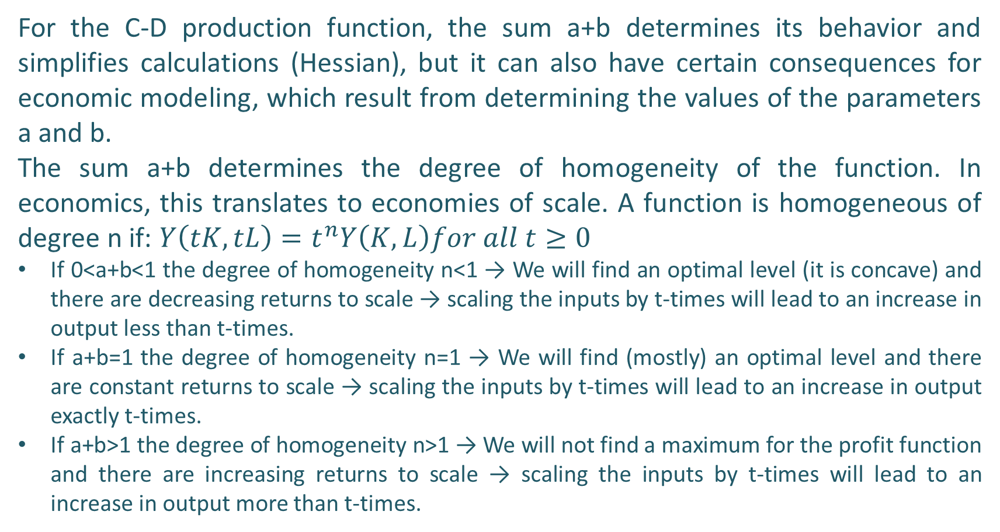 For the C-D production function, the sum a+b determines its behavior and
simplifies calculations (Hessian), but it can also have certain consequences for
economic modeling, which result from determining the values of the parameters
a and b.
The sum a+b determines the degree of homogeneity of the function. In
economics, this translates to economies of scale. A function is homogeneous of
degree n if: Y(tK, tL) = tⁿY(K, L)for all t ≥ 0
• If 0<a+b<1 the degree of homogeneity n<1 → We will find an optimal level (it is concave) and
there are decreasing returns to scale → scaling the inputs by t-times will lead to an increase in
output less than t-times.
• If a+b=1 the degree of homogeneity n=1 → We will find (mostly) an optimal level and there
are constant returns to scale → scaling the inputs by t-times will lead to an increase in output
exactly t-times.
• If a+b>1 the degree of homogeneity n>1 → We will not find a maximum for the profit function
and there are increasing returns to scale → scaling the inputs by t-times will lead to an
increase in output more than t-times.